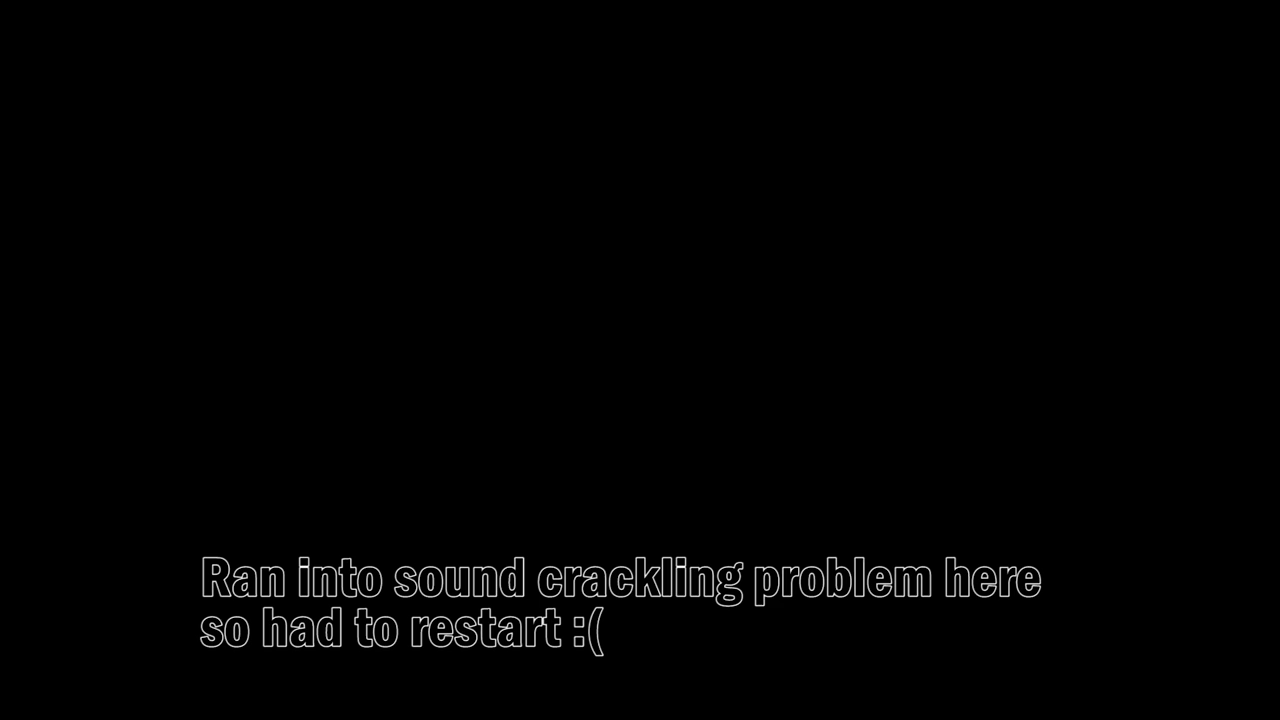 Ran into sound crackling problem here
so had to restart :(